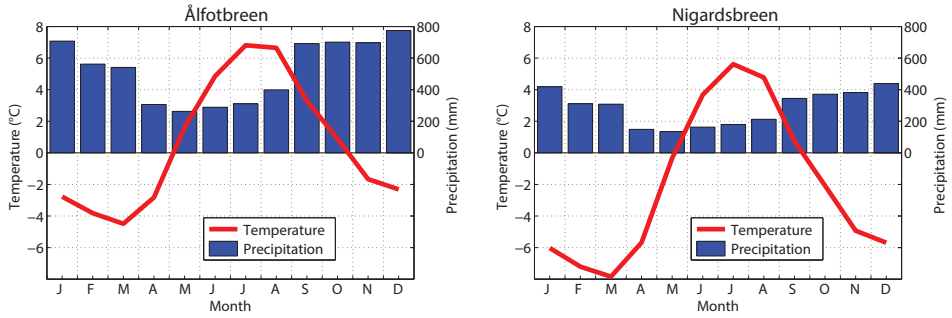 Ålfotbreen
8
6
4
2
0
−2
−4
−6
Temperature (°C)
800
600
400
200
0
Precipitation (mm)
Temperature
Precipitation
J F M A M J J A S O N D
Month
Nigardsbreen
8
6
4
2
0
−2
−4
−6
Temperature (°C)
800
600
400
200
0
Precipitation (mm)
Temperature
Precipitation
J F M A M J J A S O N D
Month